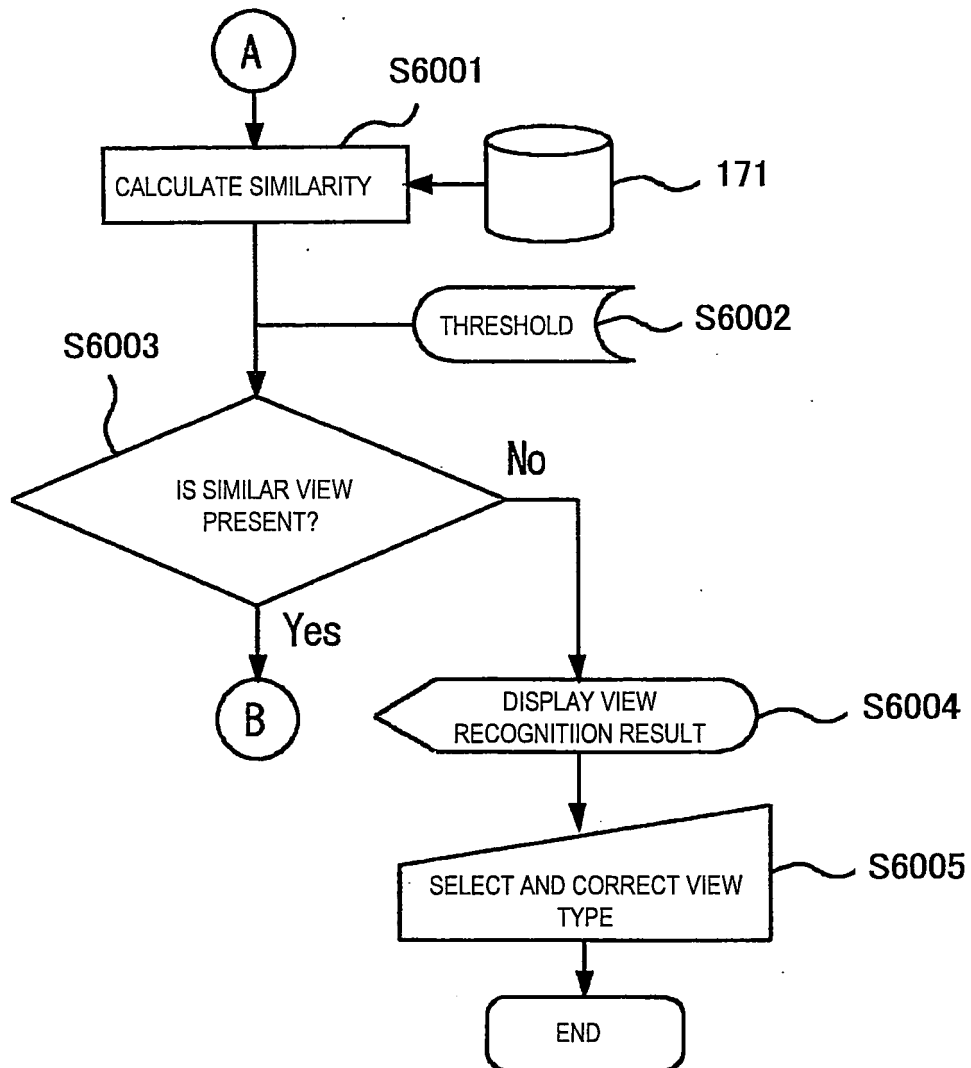 A
S6001
CALCULATE SIMILARITY
171
THRESHOLD
S6002
S6003
IS SIMILAR VIEW
PRESENT?
No
Yes
B
DISPLAY VIEW
RECOGNITIION RESULT
S6004
SELECT AND CORRECT VIEW
TYPE
S6005
END